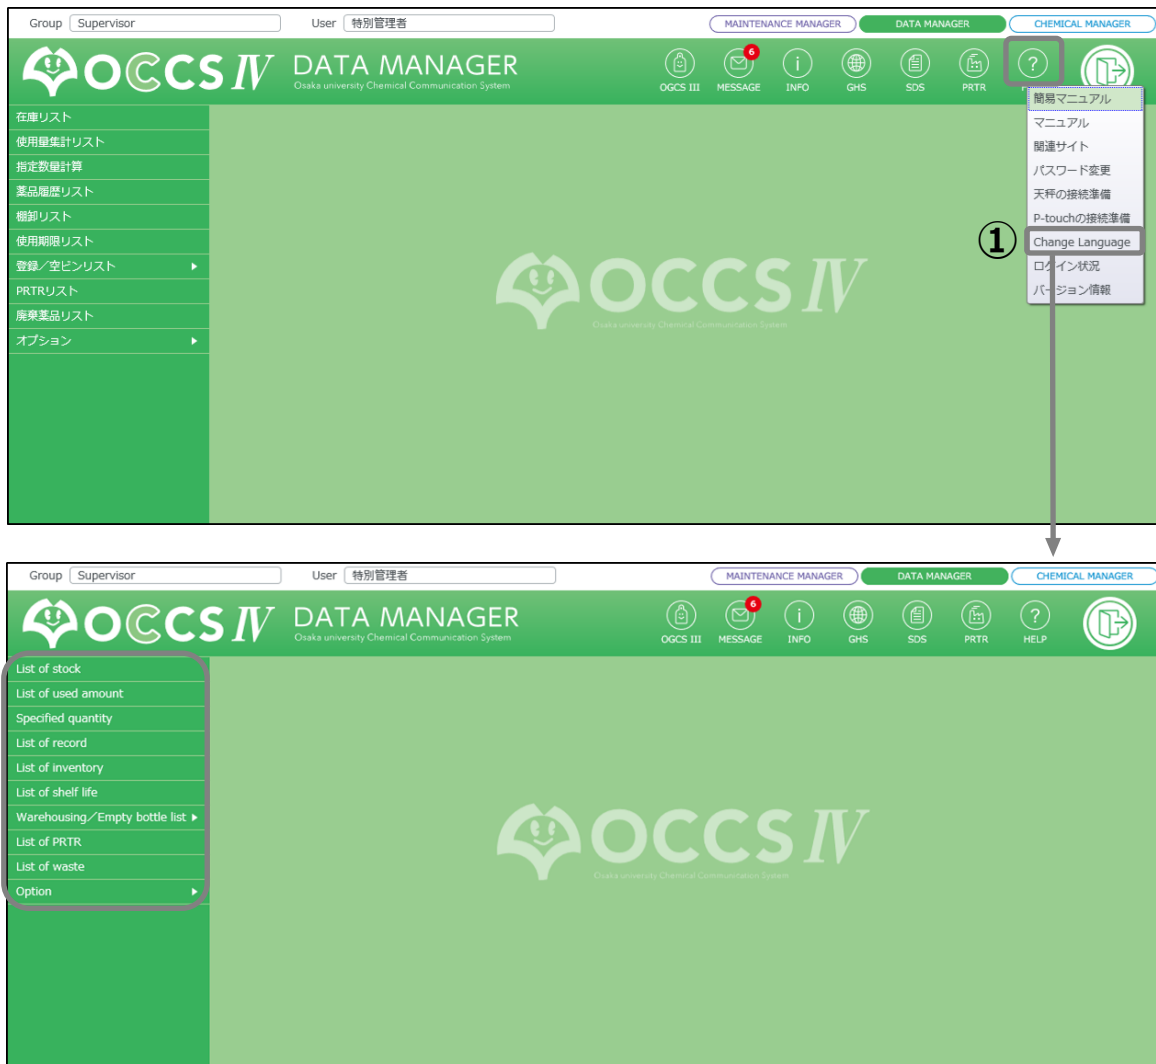 Group Supervisor User 特別管理者 MAINTENANCE MANAGER DATA MANAGER CHEMICAL MANAGER
OCCS IV DATA MANAGER
Osaka university Chemical Communication System
6
OGCS III MESSAGE INFO GHS SDS PRTR
簡易マニュアル
マニュアル
関連サイト
パスワード変更
天秤の接続準備
P-touchの接続準備
① Change Language
ログイン状況
バージョン情報
在庫リスト
使用量集計リスト
指定数量計算
薬品履歴リスト
棚卸リスト
使用期限リスト
登録／空ビンリスト
PRTRリスト
廃棄薬品リスト
オプション
OCCS IV
Osaka university Chemical Communication System
Group Supervisor User 特別管理者 MAINTENANCE MANAGER DATA MANAGER CHEMICAL MANAGER
OCCS IV DATA MANAGER
Osaka university Chemical Communication System
6
OGCS III MESSAGE INFO GHS SDS PRTR HELP
List of stock
List of used amount
Specified quantity
List of record
List of inventory
List of shelf life
Warehousing／Empty bottle list
List of PRTR
List of waste
Option
OCCS IV
Osaka university Chemical Communication System